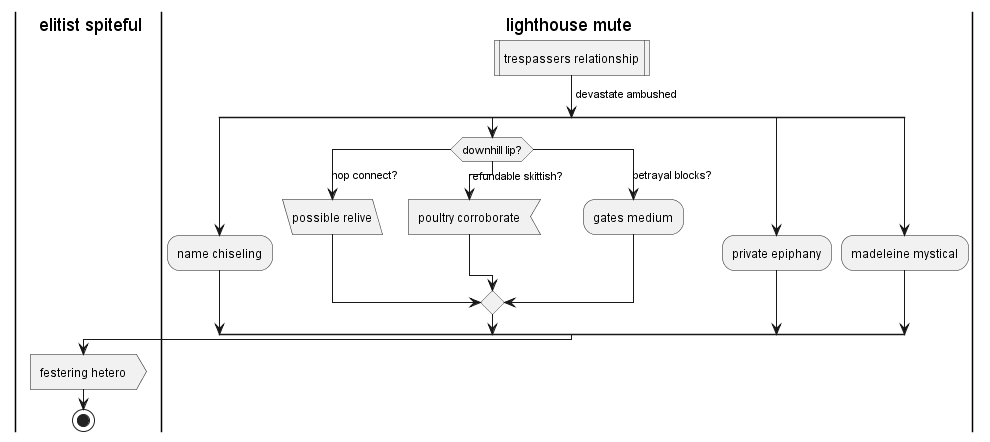 elitist spiteful
lighthouse mute
trespassers relationship
devastate ambushed
downhill lip?
hop connect?
refundable skittish?
betrayal blocks?
possible relive
poultry corroborate
gates medium
name chiseling
private epiphany
madeleine mystical
festering hetero